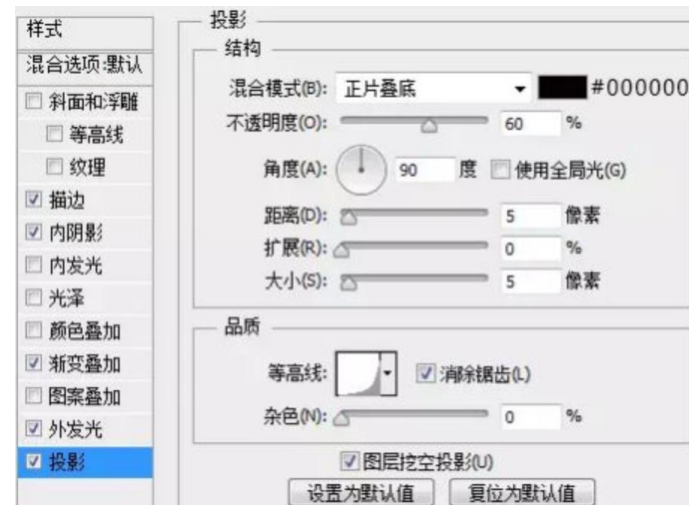 样式
混合选项:默认
斜面和浮雕
等高线
纹理
描边
内阴影
内发光
光泽
颜色叠加
渐变叠加
图案叠加
外发光
投影
投影
结构
混合模式(B): 正片叠底 #000000
不透明度(O): 60 %
角度(A): 90 度 使用全局光(G)
距离(D): 5 像素
扩展(R): 0 %
大小(S): 5 像素
品质
等高线: 消除锯齿(L)
杂色(N): 0 %
图层挖空投影(U)
设置为默认值 复位为默认值